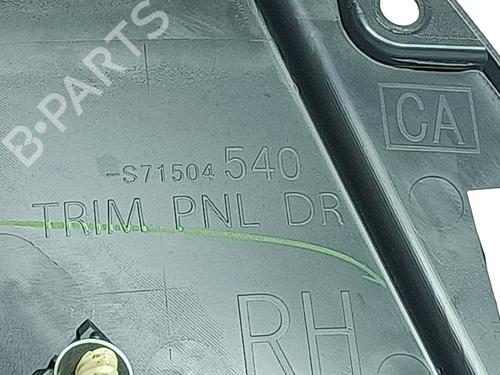 B-PARTS
CA
-S71504 540
TRIM PNL DR
RH